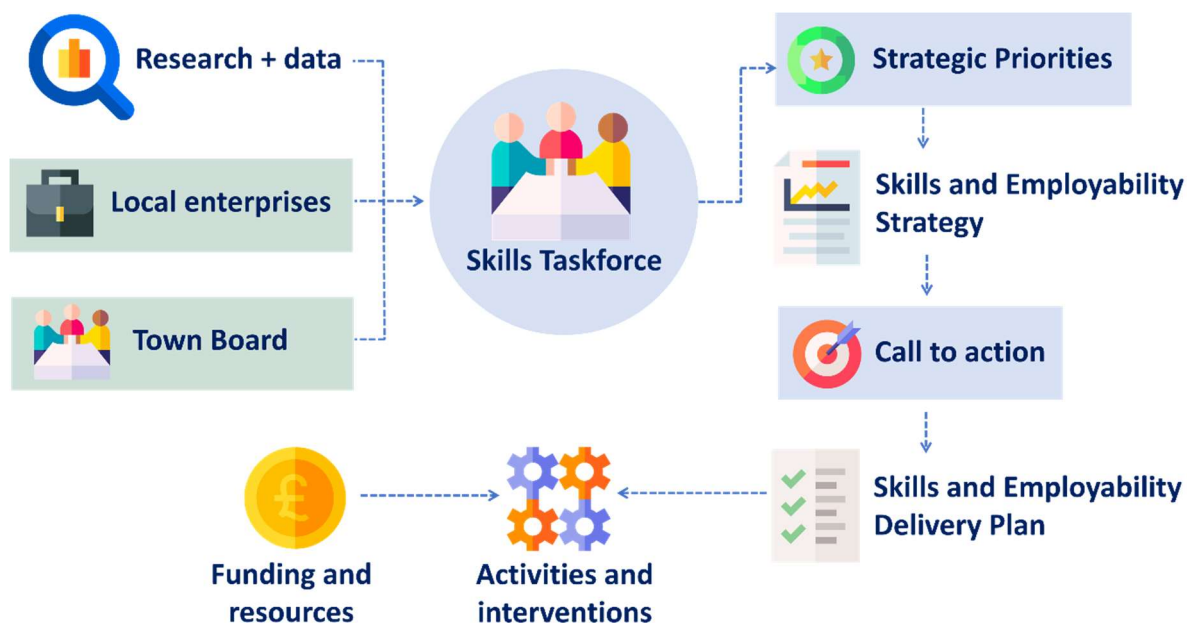 Research + data
Local enterprises
Town Board
Skills Taskforce
Strategic Priorities
Skills and Employability
Strategy
Call to action
Skills and Employability
Delivery Plan
£
Funding and
resources
Activities and
interventions